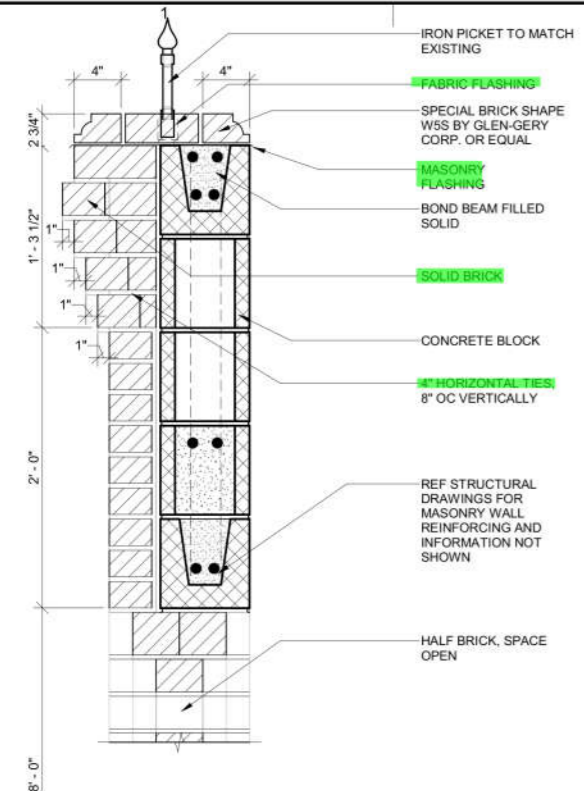 1
IRON PICKET TO MATCH
EXISTING
4"
4"
FABRIC FLASHING
2 3/4"
SPECIAL BRICK SHAPE
W5S BY GLEN-GERY
CORP. OR EQUAL
MASONRY
FLASHING
BOND BEAM FILLED
SOLID
1' - 3 1/2"
1"
1"
1"
1"
SOLID BRICK
CONCRETE BLOCK
4" HORIZONTAL TIES,
8" OC VERTICALLY
2' - 0"
REF STRUCTURAL
DRAWINGS FOR
MASONRY WALL
REINFORCING AND
INFORMATION NOT
SHOWN
HALF BRICK, SPACE
OPEN
8' - 0"